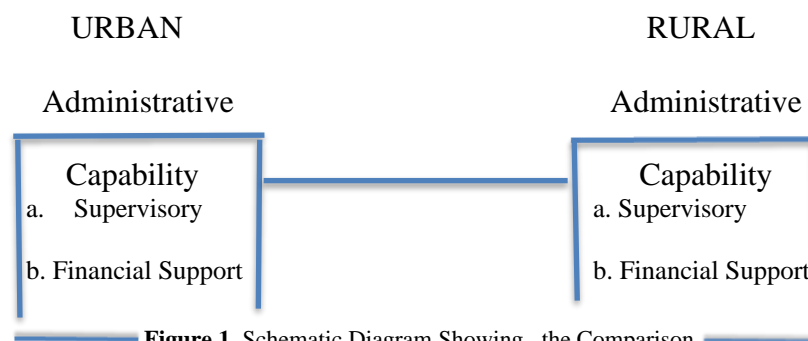 URBAN RURAL
Administrative Administrative
Capability Capability
a. Supervisory a. Supervisory
b. Financial Support b. Financial Support
Figure 1. Schematic Diagram Showing the Comparison